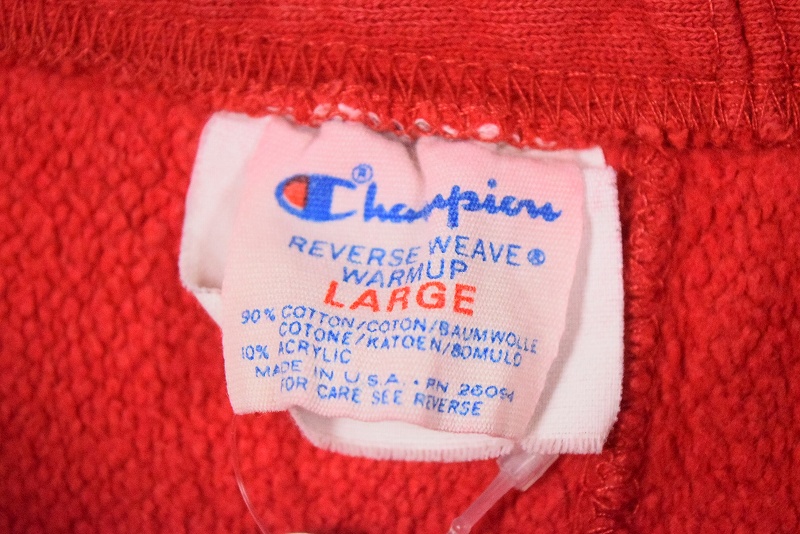 Champion®
REVERSE WEAVE®
WARMUP
LARGE
90% COTTON/COTON/BAUMWOLLE
COTONE/KATOEN/BOMULD
10% ACRYLIC
MADE IN U.S.A. • PN 26094
FOR CARE SEE REVERSE